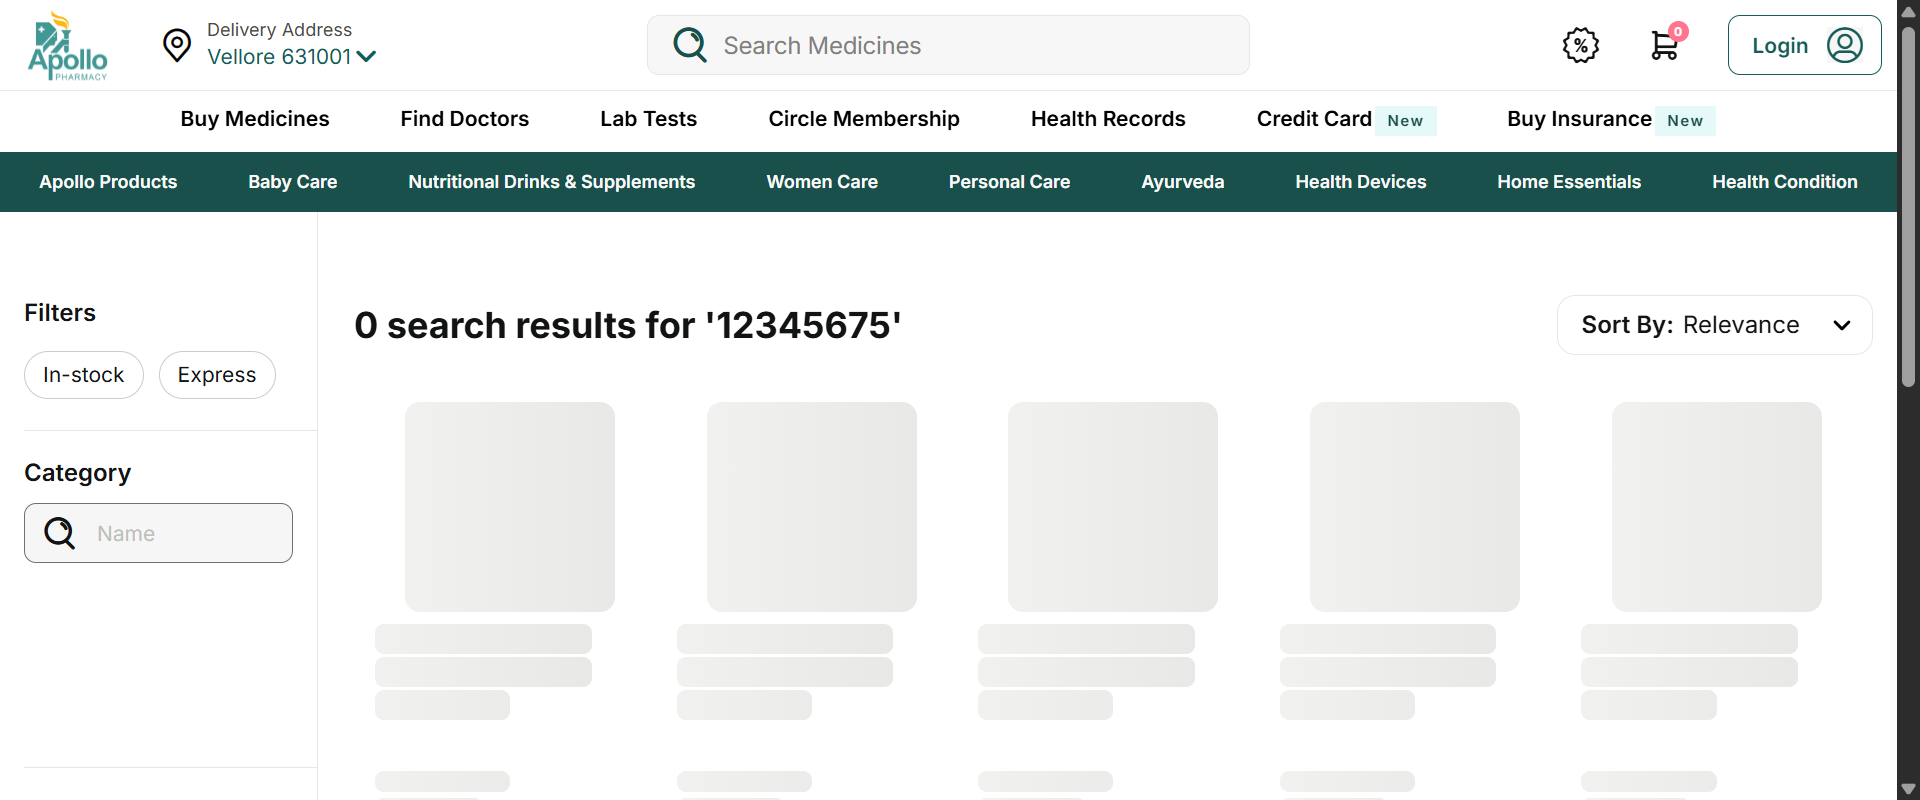 Apollo
PHARMACY
Delivery Address
Vellore 631001
Search Medicines
%
0
Login
Buy Medicines
Find Doctors
Lab Tests
Circle Membership
Health Records
Credit Card New
Buy Insurance New
Apollo Products
Baby Care
Nutritional Drinks & Supplements
Women Care
Personal Care
Ayurveda
Health Devices
Home Essentials
Health Condition
Filters
In-stock
Express
Category
Name
0 search results for '12345675'
Sort By: Relevance